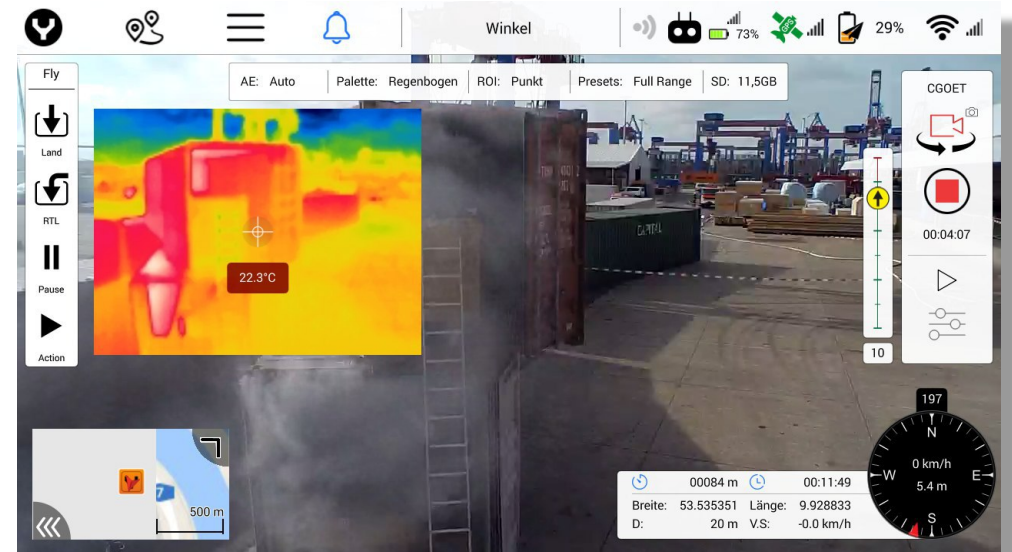 Winkel
73%
GPS
29%
Fly
AE: Auto Palette: Regenbogen ROI: Punkt Presets: Full Range SD: 11,5GB
CGOET
Land
RTL
00:04:07
CAPITAL
22.3°C
Pause
Action
10
197
N
0 km/h
W E
5.4 m
S
00084 m 00:11:49
Breite: 53.535351 Länge: 9.928833
D: 20 m V.S: -0.0 km/h
7
500 m